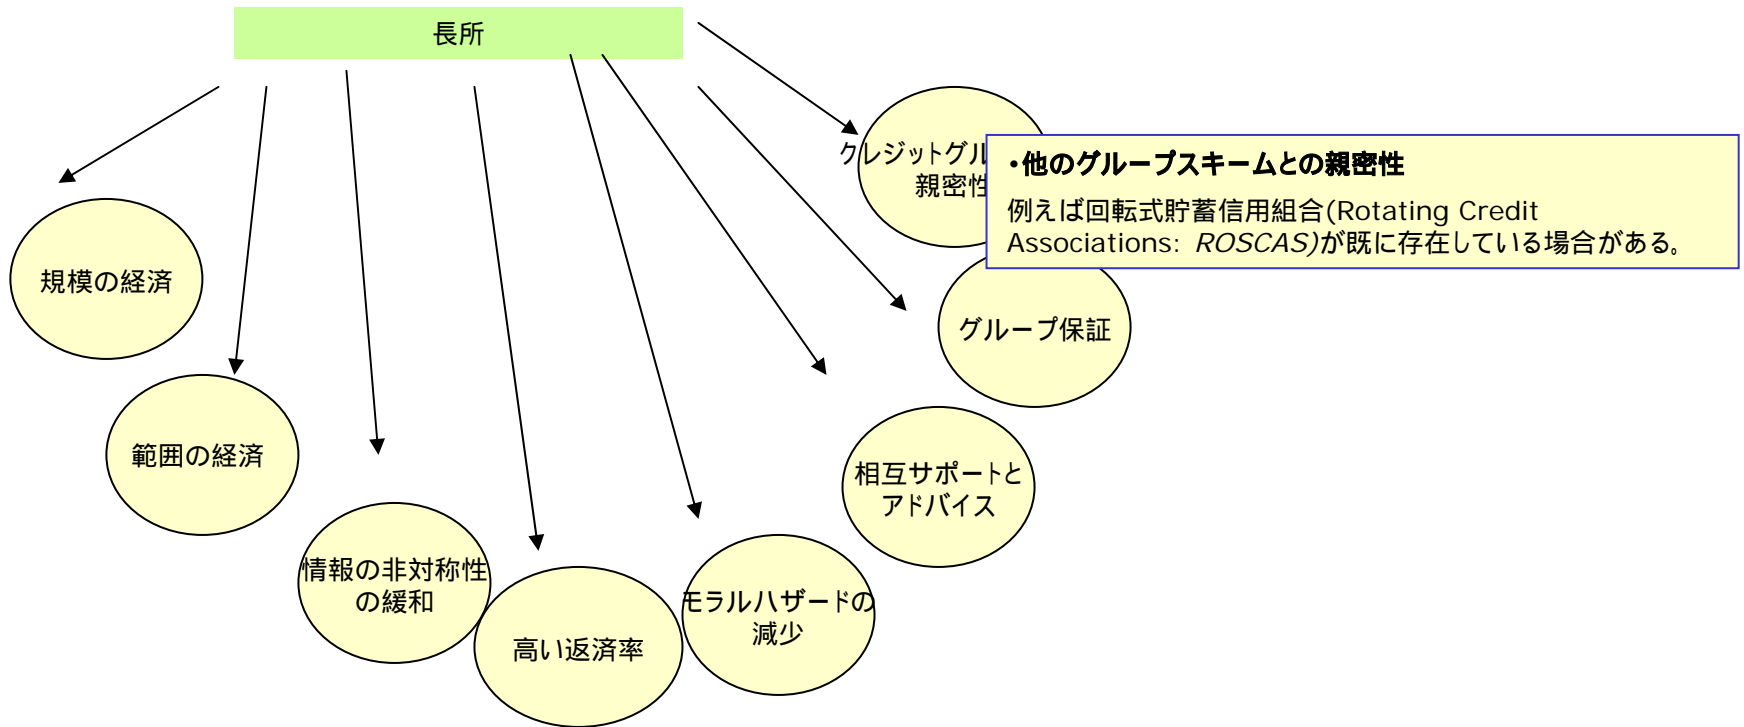 長所
クレジットグル
親密性
・他のグループスキームとの親密性
例えば回転式貯蓄信用組合(Rotating Credit
Associations: ROSCAS)が既に存在している場合がある。
規模の経済
グループ保証
範囲の経済
相互サポートと
アドバイス
情報の非対称性
の緩和
モラルハザードの
減少
高い返済率